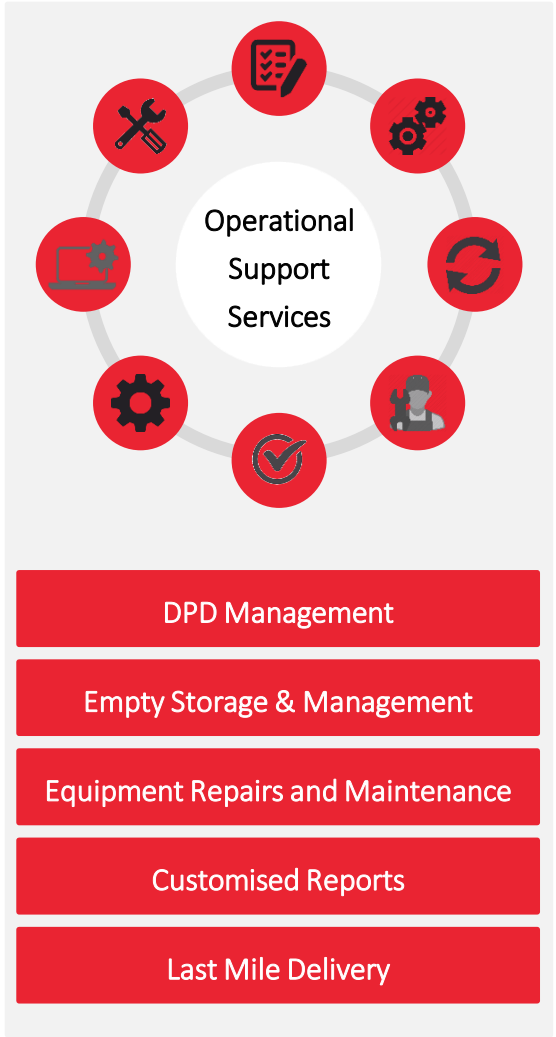 Operational
Support
Services
DPD Management
Empty Storage & Management
Equipment Repairs and Maintenance
Customised Reports
Last Mile Delivery